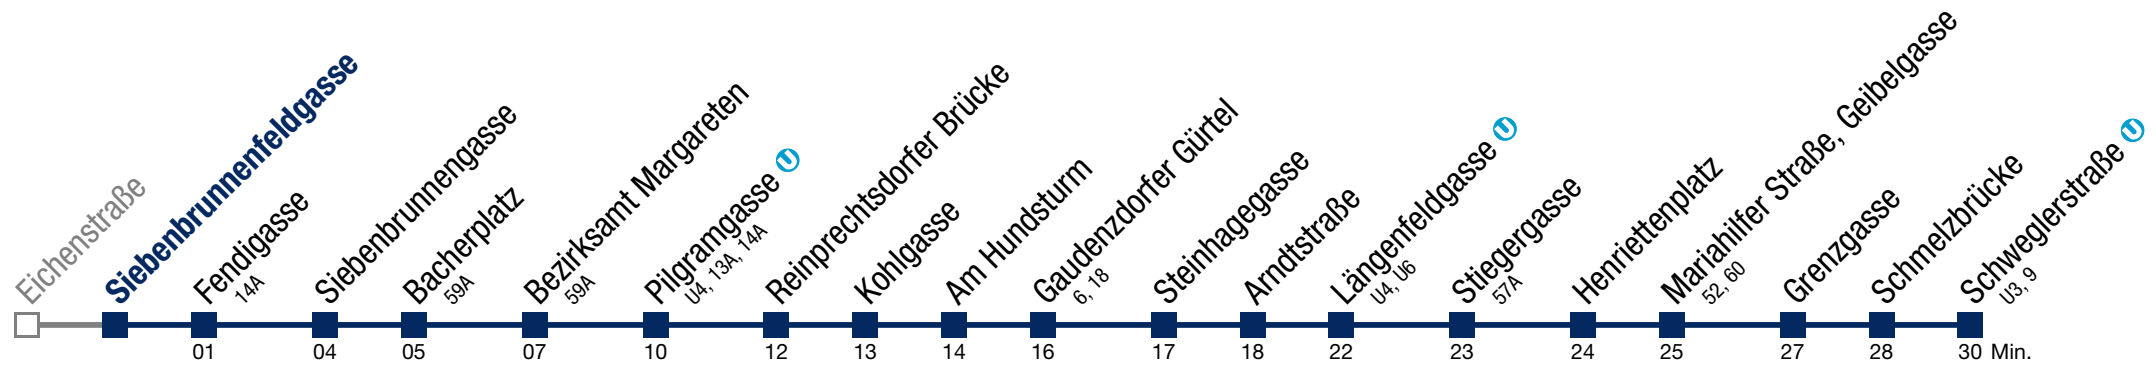 Eichenstraße
Siebenbrunnenfeldgasse
Fendigasse
14A
Siebenbrunnengasse
Bacherplatz
59A
Bezirksamt Margareten
59A
Pilgramgasse U
U4, 13A, 14A
Reinprechtsdorfer Brücke
Kohlgasse
Am Hundsturm
Gaudenzdorfer Gürtel
6, 18
Steinhagegasse
Arndtstraße
Längenfeldgasse U
U4, U6
Stiegergasse
57A
Henriettenplatz
Mariahilfer Straße, Geibelgasse
52, 60
Grenzgasse
Schmelzbrücke
Schweglerstraße U
U3, 9
01 04 05 07 10 12 13 14 16 17 18 22 23 24 25 27 28 30 Min.